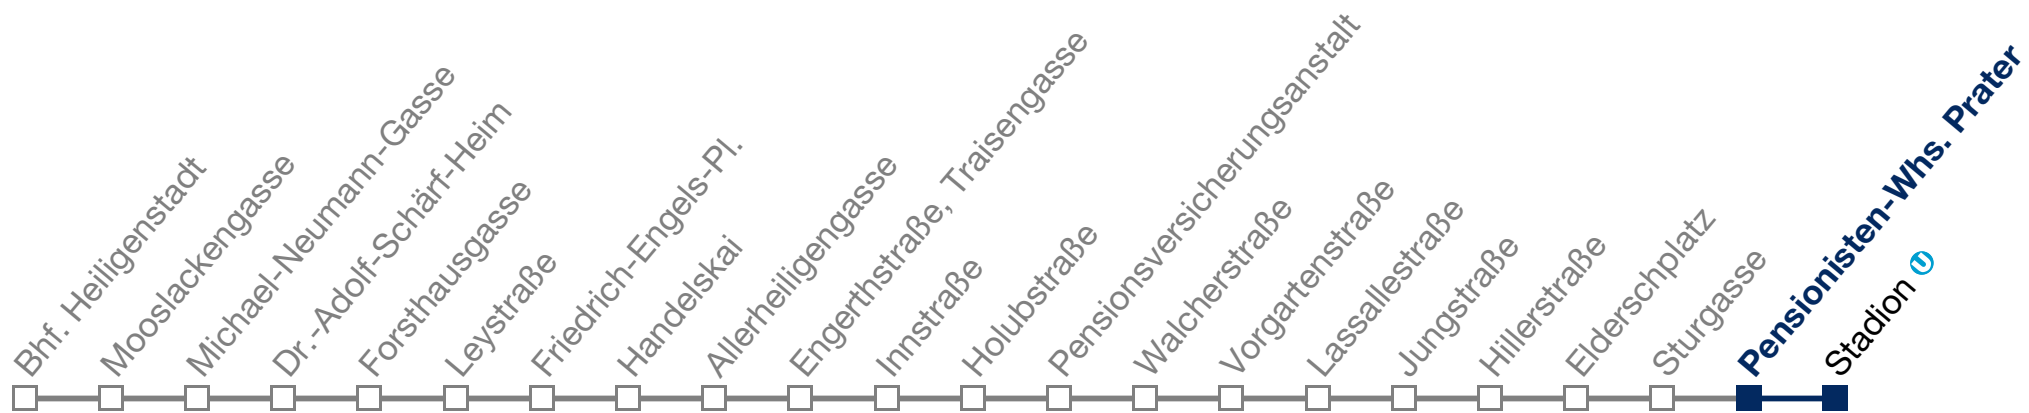 Bhf. Heiligenstadt
Mooslackengasse
Michael-Neumann-Gasse
Dr.-Adolf-Schärf-Heim
Forsthausgasse
Leystraße
Friedrich-Engels-Pl.
Handelskai
Allerheiligengasse
Engerthstraße, Traisengasse
Innstraße
Holubstraße
Pensionsversicherungsanstalt
Walcherstraße
Vorgartenstraße
Lassallestraße
Jungstraße
Hillerstraße
Elderschplatz
Sturgasse
Pensionisten-Whs. Prater
Stadion U